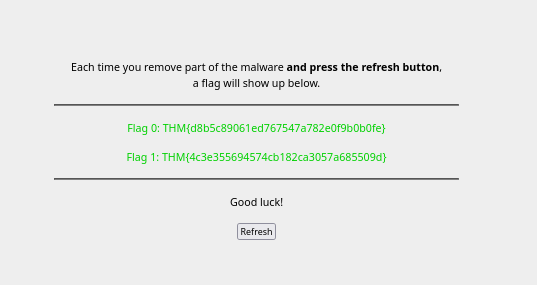 Each time you remove part of the malware and press the refresh button,
a flag will show up below.
Flag 0: THM{d8b5c89061ed767547a782e0f9b0b0fe}
Flag 1: THM{4c3e355694574cb182ca3057a685509d}
Good luck!
Refresh